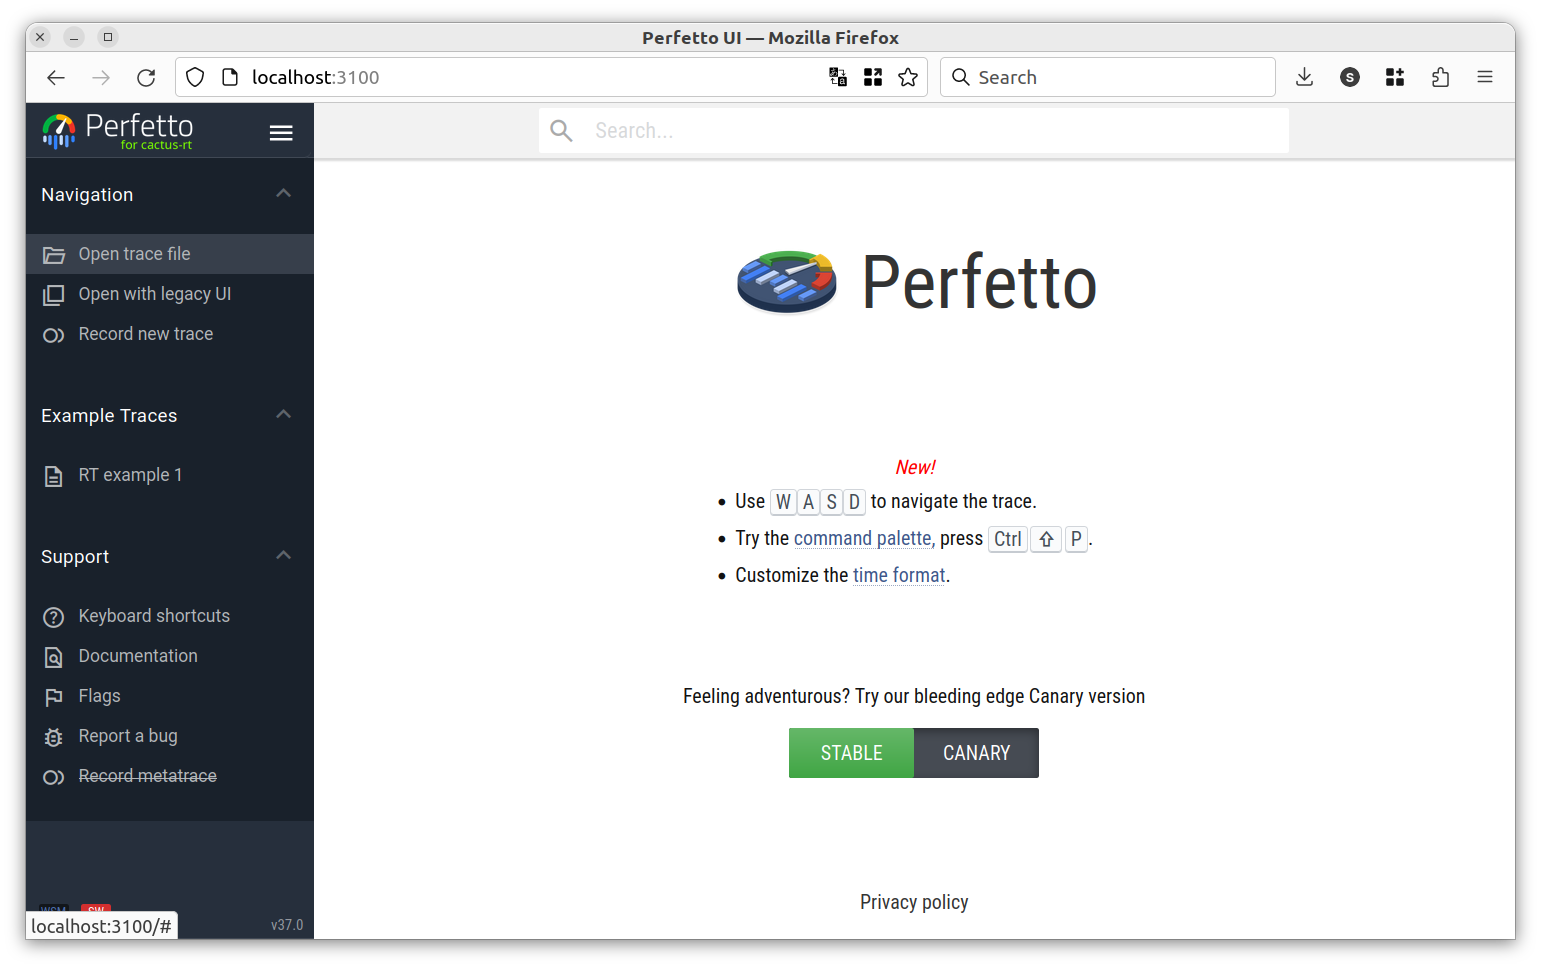 Perfetto UI — Mozilla Firefox
localhost:3100
Search
S
Perfetto
for cactus-rt
Search...
Navigation
Open trace file
Open with legacy UI
Record new trace
Example Traces
RT example 1
Support
Keyboard shortcuts
Documentation
Flags
Report a bug
Record metatrace
v37.0
localhost:3100/#
Perfetto
New!
• Use W A S D to navigate the trace.
• Try the command palette, press Ctrl ⇧ P.
• Customize the time format.
Feeling adventurous? Try our bleeding edge Canary version
STABLE CANARY
Privacy policy